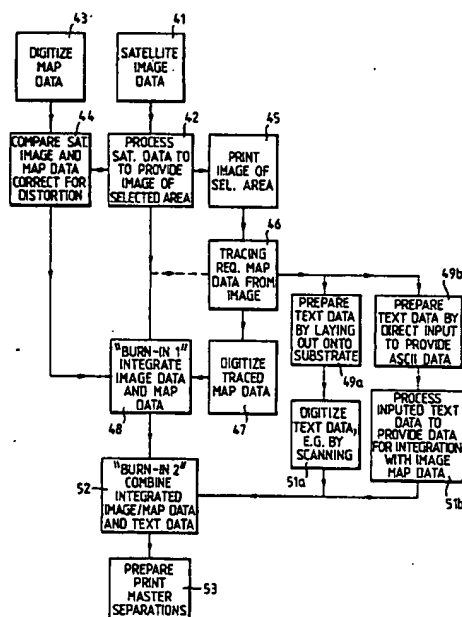 43
DIGITIZE
MAP
DATA
41
SATELLITE
IMAGE
DATA
44
COMPARE SAT.
IMAGE AND
MAP DATA
CORRECT FOR
DISTORTION
42
PROCESS
SAT. DATA TO
TO PROVIDE
IMAGE OF
SELECTED AREA
45
PRINT
IMAGE OF
SEL. AREA
46
TRACING
REQ. MAP
DATA FROM
IMAGE
49b
PREPARE
TEXT DATA BY
DIRECT INPUT
TO PROVIDE
ASCII DATA
PREPARE
TEXT DATA
BY LAYING
OUT ONTO
SUBSTRATE
49a
"BURN-IN 1"
INTEGRATE
IMAGE DATA
AND MAP
DATA
48
DIGITIZE
TRACED MAP
DATA
47
DIGITIZE
TEXT DATA,
E.G. BY
SCANNING
51a
PROCESS
INPUTED TEXT
DATA TO
PROVIDE DATA
FOR INTEGRATION
WITH IMAGE
MAP DATA
51b
52
"BURN-IN 2"
COMBINE
INTEGRATED
IMAGE/MAP DATA
AND TEXT DATA
PREPARE
PRINT
MASTER
SEPARATIONS
53